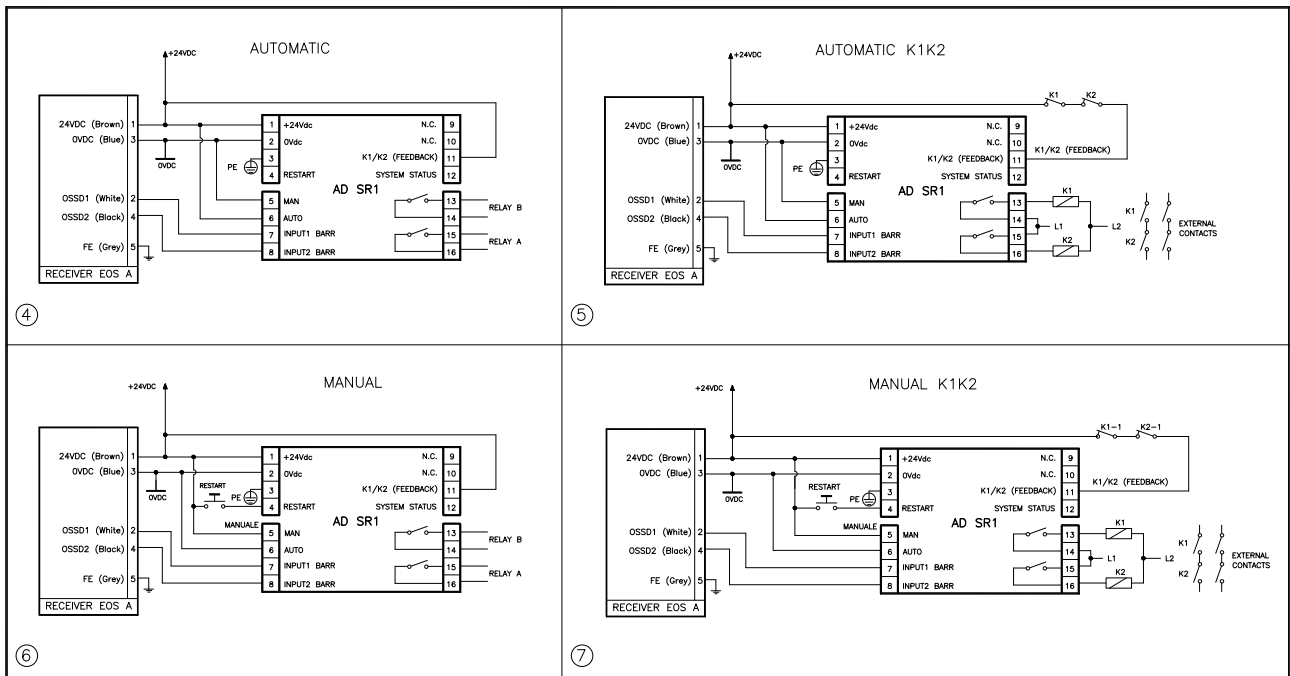 AUTOMATIC
+24VDC
24VDC (Brown) 1
0VDC (Blue) 3
OSSD1 (White) 2
OSSD2 (Black) 4
FE (Grey) 5
RECEIVER EOS A
0VDC
PE
1 +24Vdc
2 0Vdc
3
4 RESTART
AD SR1
5 MAN
6 AUTO
7 INPUT1 BARR
8 INPUT2 BARR
N.C. 9
N.C. 10
K1/K2 (FEEDBACK) 11
SYSTEM STATUS 12
13
14
15
16
RELAY B
RELAY A
4
AUTOMATIC K1K2
+24VDC
K1 K2
24VDC (Brown) 1
0VDC (Blue) 3
OSSD1 (White) 2
OSSD2 (Black) 4
FE (Grey) 5
RECEIVER EOS A
0VDC
PE
1 +24Vdc
2 0Vdc
3
4 RESTART
AD SR1
5 MAN
6 AUTO
7 INPUT1 BARR
8 INPUT2 BARR
N.C. 9
N.C. 10
K1/K2 (FEEDBACK) 11
SYSTEM STATUS 12
K1/K2 (FEEDBACK)
13
14
15
16
K1
L1
L2
K2
K1
K2
EXTERNAL
CONTACTS
5
MANUAL
+24VDC
24VDC (Brown) 1
0VDC (Blue) 3
OSSD1 (White) 2
OSSD2 (Black) 4
FE (Grey) 5
RECEIVER EOS A
0VDC
RESTART
PE
MANUALE
1 +24Vdc
2 0Vdc
3
4 RESTART
AD SR1
5 MAN
6 AUTO
7 INPUT1 BARR
8 INPUT2 BARR
N.C. 9
N.C. 10
K1/K2 (FEEDBACK) 11
SYSTEM STATUS 12
13
14
15
16
RELAY B
RELAY A
6
MANUAL K1K2
+24VDC
K1-1 K2-1
24VDC (Brown) 1
0VDC (Blue) 3
OSSD1 (White) 2
OSSD2 (Black) 4
FE (Grey) 5
RECEIVER EOS A
0VDC
RESTART
PE
MANUALE
1 +24Vdc
2 0Vdc
3
4 RESTART
AD SR1
5 MAN
6 AUTO
7 INPUT1 BARR
8 INPUT2 BARR
N.C. 9
N.C. 10
K1/K2 (FEEDBACK) 11
SYSTEM STATUS 12
K1/K2 (FEEDBACK)
13
14
15
16
K1
L1
L2
K2
K1
K2
EXTERNAL
CONTACTS
7